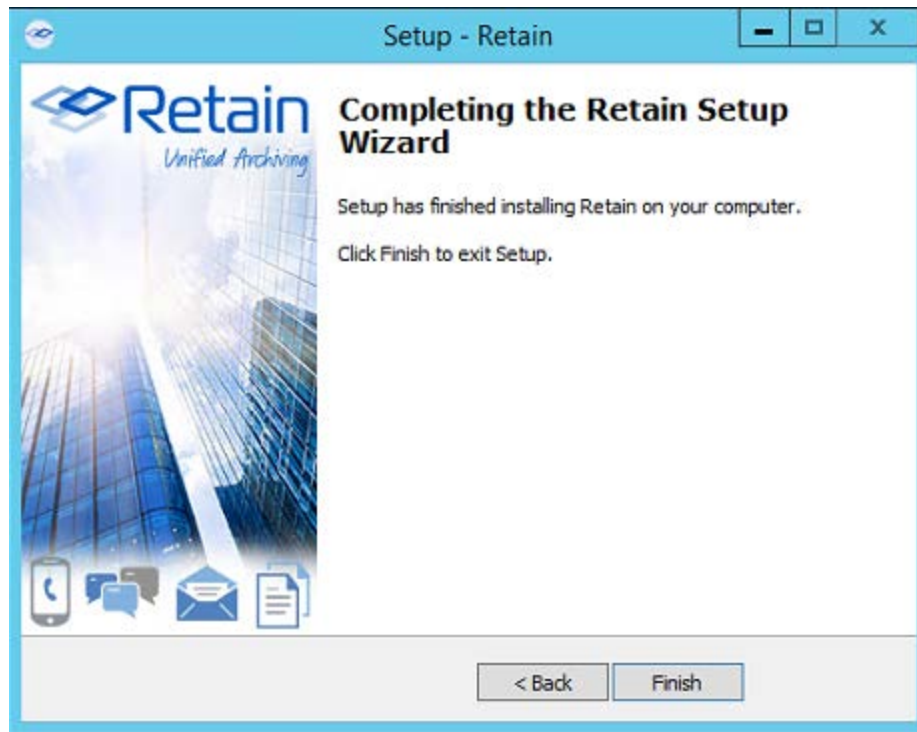 Setup - Retain
Retain
Unified Archiving
Completing the Retain Setup
Wizard
Setup has finished installing Retain on your computer.
Click Finish to exit Setup.
< Back
Finish